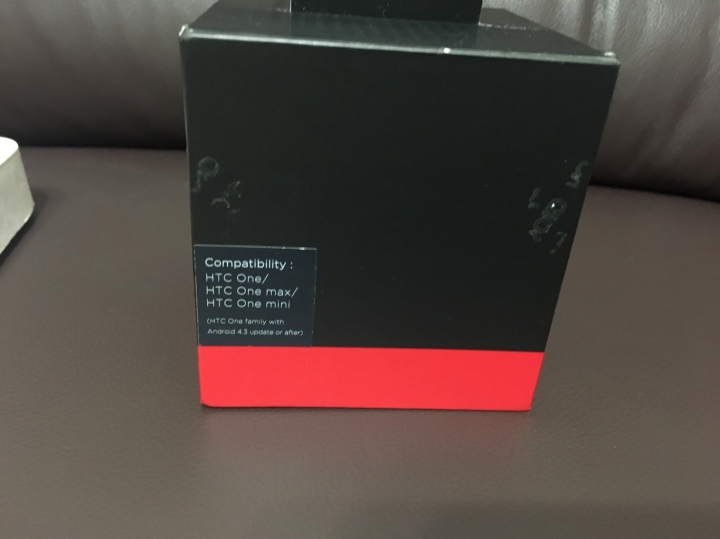 Compatibility :
HTC One/
HTC One max/
HTC One mini
(HTC One family with
Android 4.3 update or after)